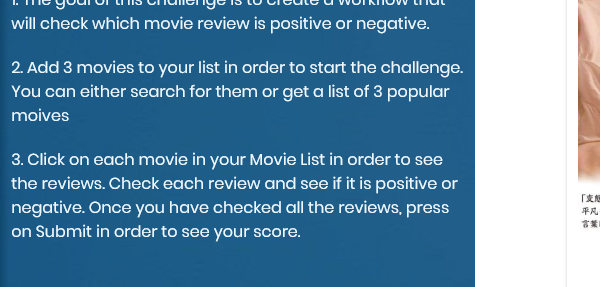 1. The goal of this challenge is to create a workflow that
will check which movie review is positive or negative.
2. Add 3 movies to your list in order to start the challenge.
You can either search for them or get a list of 3 popular
moives
3. Click on each movie in your Movie List in order to see
the reviews. Check each review and see if it is positive or
negative. Once you have checked all the reviews, press
on Submit in order to see your score.
「変態
平凡
言葉